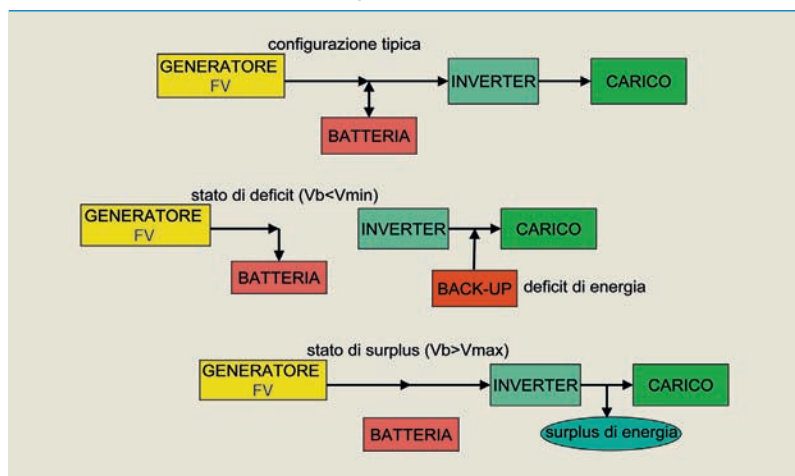 configurazione tipica
GENERATORE
FV
INVERTER
CARICO
BATTERIA
stato di deficit (Vb<Vmin)
GENERATORE
FV
INVERTER
CARICO
BATTERIA
BACK-UP
deficit di energia
stato di surplus (Vb>Vmax)
GENERATORE
FV
INVERTER
CARICO
BATTERIA
surplus di energia